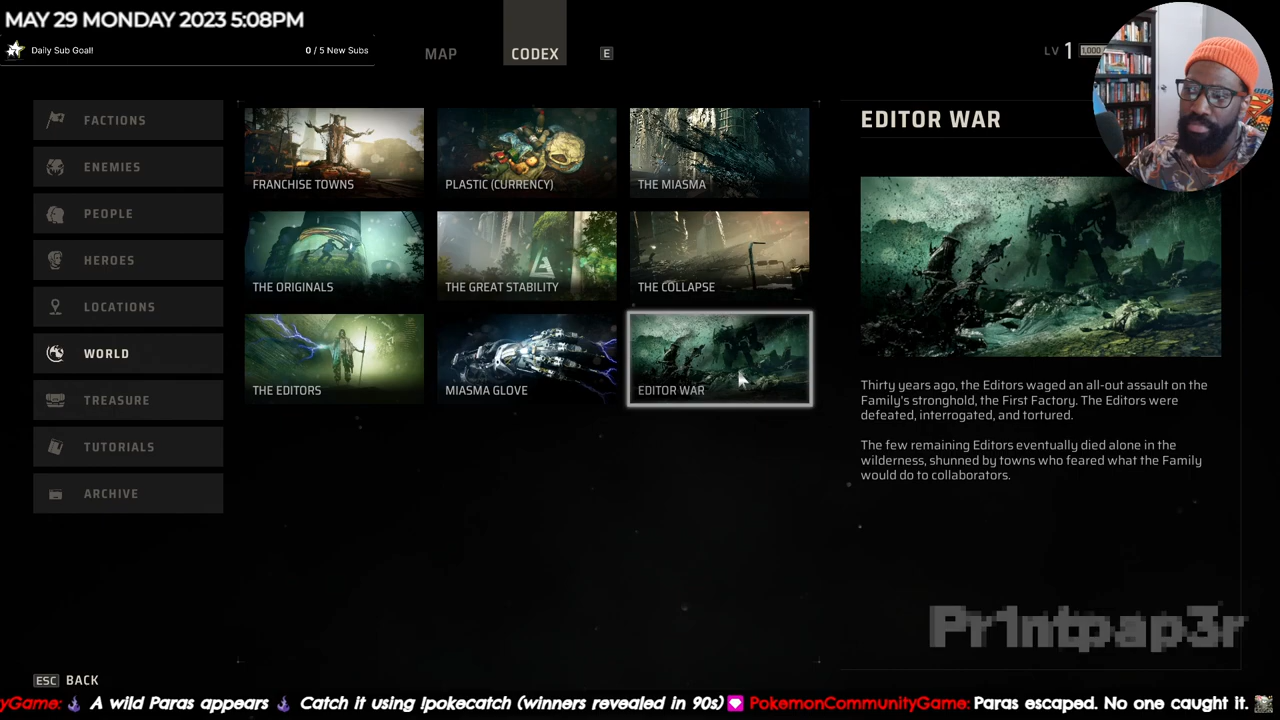 MAY 29 MONDAY 2023 5:08PM
Daily Sub Goal!
0 / 5 New Subs
MAP
CODEX
E
LV 1
1,000
FACTIONS
ENEMIES
PEOPLE
HEROES
LOCATIONS
WORLD
TREASURE
TUTORIALS
ARCHIVE
FRANCHISE TOWNS
PLASTIC (CURRENCY)
THE MIASMA
THE ORIGINALS
THE GREAT STABILITY
THE COLLAPSE
THE EDITORS
MIASMA GLOVE
EDITOR WAR
EDITOR WAR
Thirty years ago, the Editors waged an all-out assault on the
Family's stronghold, the First Factory. The Editors were
defeated, interrogated, and tortured.
The few remaining Editors eventually died alone in the
wilderness, shunned by towns who feared what the Family
would do to collaborators.
Pr1ntpap3r
ESC BACK
yGame: A wild Paras appears Catch it using !pokecatch (winners revealed in 90s) PokemonCommunityGame: Paras escaped. No one caught it.